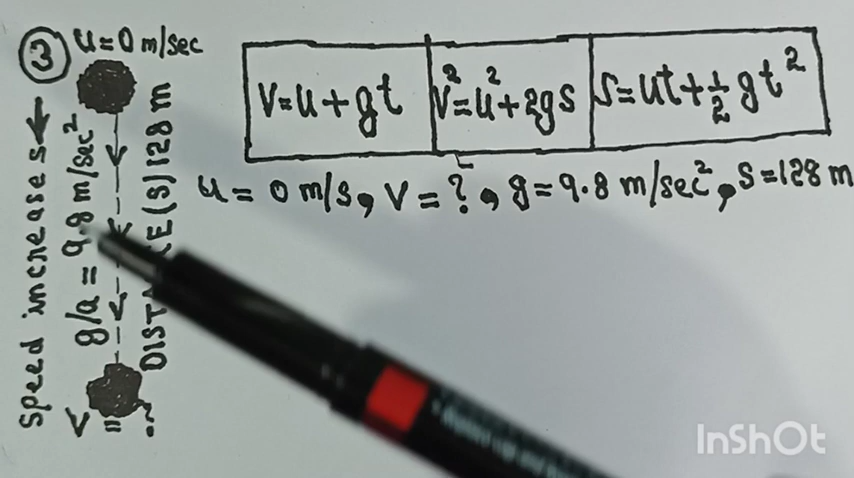 3 u=0 m/sec
V=u+gt V²=u²+2gs S=ut+½gt²
u = 0 m/s, V = ?, g=9.8 m/sec², S=128 m
Speed increases
g/a = 9.8 m/sec²
(S) 128 m
V = ?
InShOt